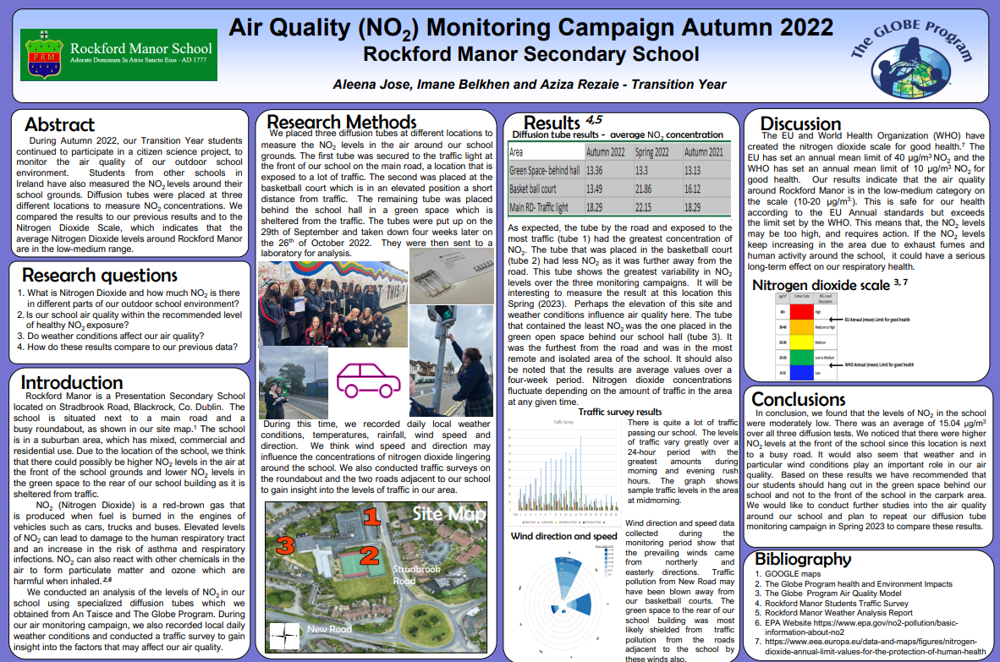 Rockford Manor School
Adorate Dominum In Atrio Sancto Eius - AD 1777
PRM
Air Quality (NO₂) Monitoring Campaign Autumn 2022
Rockford Manor Secondary School
Aleena Jose, Imane Belkhen and Aziza Rezaie - Transition Year
The GLOBE Program
Abstract
During Autumn 2022, our Transition Year students
continued to participate in a citizen science project, to
monitor the air quality of our outdoor school
environment. Students from other schools in
Ireland have also measured the NO₂ levels around their
school grounds. Diffusion tubes were placed at three
different locations to measure NO₂ concentrations. We
compared the results to our previous results and to the
Nitrogen Dioxide Scale, which indicates that the
average Nitrogen Dioxide levels around Rockford Manor
are in the low-medium range.
Research questions
1. What is Nitrogen Dioxide and how much NO₂ is there
in different parts of our outdoor school environment?
2. Is our school air quality within the recommended level
of healthy NO₂ exposure?
3. Do weather conditions affect our air quality?
4. How do these results compare to our previous data?
Introduction
Rockford Manor is a Presentation Secondary School
located on Stradbrook Road, Blackrock, Co. Dublin. The
school is situated next to a main road and a
busy roundabout, as shown in our site map.¹ The school
is in a suburban area, which has mixed, commercial and
residential use. Due to the location of the school, we think
that there could possibly be higher NO₂ levels in the air at
the front of the school grounds and lower NO₂ levels in
the green space to the rear of our school building as it is
sheltered from traffic.
NO₂ (Nitrogen Dioxide) is a red-brown gas that
is produced when fuel is burned in the engines of
vehicles such as cars, trucks and buses. Elevated levels
of NO₂ can lead to damage to the human respiratory tract
and an increase in the risk of asthma and respiratory
infections. NO₂ can also react with other chemicals in the
air to form particulate matter and ozone which are
harmful when inhaled. ²,⁶
We conducted an analysis of the levels of NO₂ in our
school using specialized diffusion tubes which we
obtained from An Taisce and The Globe Program. During
our air monitoring campaign, we also recorded local daily
weather conditions and conducted a traffic survey to gain
insight into the factors that may affect our air quality.
Research Methods
We placed three diffusion tubes at different locations to
measure the NO₂ levels in the air around our school
grounds. The first tube was secured to the traffic light at
the front of our school on the main road, a location that is
exposed to a lot of traffic. The second was placed at the
basketball court which is in an elevated position a short
distance from traffic. The remaining tube was placed
behind the school hall in a green space which is
sheltered from the traffic. The tubes were put up on the
29th of September and taken down four weeks later on
the 26th of October 2022. They were then sent to a
laboratory for analysis.
THIS!
During this time, we recorded daily local weather
conditions, temperatures, rainfall, wind speed and
direction. We think wind speed and direction may
influence the concentrations of nitrogen dioxide lingering
around the school. We also conducted traffic surveys on
the roundabout and the two roads adjacent to our school
to gain insight into the levels of traffic in our area.
Site Map
1
3
2
Stradbrook
Road
New Road
Google
Results ⁴,⁵
Diffusion tube results - average NO₂ concentration
Area Autumn 2022 Spring 2022 Autumn 2021
Green Space- behind hall 13.36 13.3 13.13
Basket ball court 13.49 21.86 16.12
Main RD- Traffic light 18.29 22.15 18.29
As expected, the tube by the road and exposed to the
most traffic (tube 1) had the greatest concentration of
NO₂. The tube that was placed in the basketball court
(tube 2) had less NO₂ as it was further away from the
road. This tube shows the greatest variability in NO₂
levels over the three monitoring campaigns. It will be
interesting to measure the result at this location this
Spring (2023). Perhaps the elevation of this site and
weather conditions influence air quality here. The tube
that contained the least NO₂ was the one placed in the
green open space behind our school hall (tube 3). It
was the furthest from the road and was in the most
remote and isolated area of the school. It should also
be noted that the results are average values over a
four-week period. Nitrogen dioxide concentrations
fluctuate depending on the amount of traffic in the area
at any given time.
Traffic survey results
Traffic Survey
There is quite a lot of traffic
passing our school. The levels
of traffic vary greatly over a
24-hour period with the
greatest amounts during
morning and evening rush
hours. The graph shows
sample traffic levels in the area
at midmorning.
Wind direction and speed
Wind direction and speed data
collected during the
monitoring period show that
the prevailing winds came
from northerly and
easterly directions. Traffic
pollution from New Road may
have been blown away from
our basketball courts. The
green space to the rear of our
school building was most
likely shielded from traffic
pollution from the roads
adjacent to the school by
these winds also.
Discussion
The EU and World Health Organization (WHO) have
created the nitrogen dioxide scale for good health.⁷ The
EU has set an annual mean limit of 40 µg/m³ NO₂ and the
WHO has set an annual mean limit of 10 µg/m³ NO₂ for
good health. Our results indicate that the air quality
around Rockford Manor is in the low-medium category on
the scale (10-20 µg/m³.). This is safe for our health
according to the EU Annual standards but exceeds
the limit set by the WHO. This means that, the NO₂ levels
may be too high, and requires action. If the NO₂ levels
keep increasing in the area due to exhaust fumes and
human activity around the school, it could have a serious
long-term effect on our respiratory health.
Nitrogen dioxide scale ³,⁷
µg/m³ Colour Code NO₂ Level Description
40+ High
EU Annual (mean) Limit for good health
30-40 Medium to High
20-30 Medium
10-20 Low to Medium
WHO Annual (mean) Limit for good health
0-10 Low
Conclusions
In conclusion, we found that the levels of NO₂ in the school
were moderately low. There was an average of 15.04 µg/m³
over all three diffusion tests. We noticed that there were higher
NO₂ levels at the front of the school since this location is next
to a busy road. It would also seem that weather and in
particular wind conditions play an important role in our air
quality. Based on these results we have recommended that
our students should hang out in the green space behind our
school and not to the front of the school in the carpark area.
We would like to conduct further studies into the air quality
around our school and plan to repeat our diffusion tube
monitoring campaign in Spring 2023 to compare these results.
Bibliography
1. GOOGLE maps
2. The Globe Program health and Environment Impacts
3. The Globe Program Air Quality Model
4. Rockford Manor Students Traffic Survey
5. Rockford Manor Weather Analysis Report
6. EPA Website https://www.epa.gov/no2-pollution/basic-
information-about-no2
7. https://www.eea.europa.eu/data-and-maps/figures/nitrogen-
dioxide-annual-limit-values-for-the-protection-of-human-health